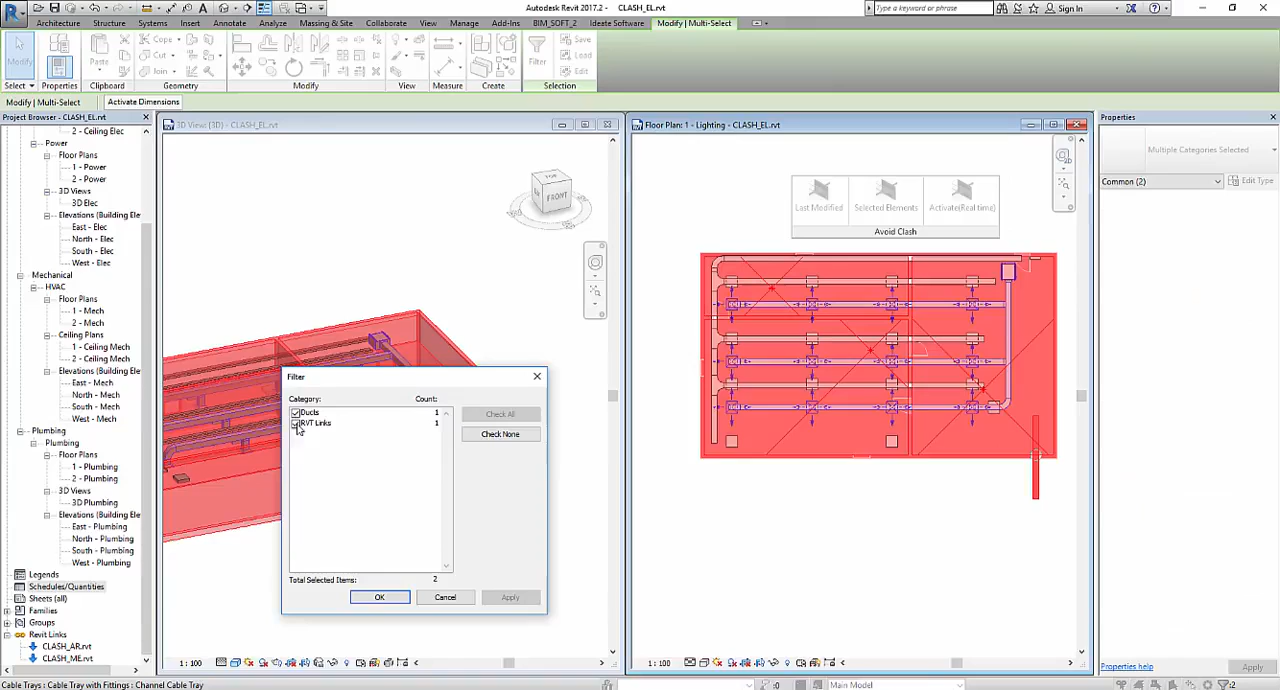 Autodesk Revit 2017.2 - CLASH_EL.rvt
Type a keyword or phrase
Sign In
Architecture Structure Systems Insert Annotate Analyze Massing & Site Collaborate View Manage Add-Ins BIM_SOFT_2 Ideate Software Modify | Multi-Select
Modify Cope Cut Join Paste Filter Save Load Edit
Select Properties Clipboard Geometry Modify View Measure Create Selection
Modify | Multi-Select Activate Dimensions
Project Browser - CLASH_EL.rvt
2 - Ceiling Elec
Power
Floor Plans
1 - Power
2 - Power
3D Views
3D Elec
Elevations (Building Ele
East - Elec
North - Elec
South - Elec
West - Elec
Mechanical
HVAC
Floor Plans
1 - Mech
2 - Mech
Ceiling Plans
1 - Ceiling Mech
2 - Ceiling Mech
Elevations (Building Ele
East - Mech
North - Mech
South - Mech
West - Mech
Plumbing
Plumbing
Floor Plans
1 - Plumbing
2 - Plumbing
3D Views
3D Plumbing
Elevations (Building Ele
East - Plumbing
North - Plumbing
South - Plumbing
West - Plumbing
Legends
Schedules/Quantities
Sheets (all)
Families
Groups
Revit Links
CLASH_AR.rvt
CLASH_ME.rvt
3D View: {3D} - CLASH_EL.rvt
TOP
FRONT
Filter
Category: Count:
Ducts 1
RVT Links 1
Check All
Check None
Total Selected Items: 2
OK Cancel Apply
1 : 100
Floor Plan: 1 - Lighting - CLASH_EL.rvt
Last Modified Selected Elements Activate(Real time)
Avoid Clash
1 : 100
Properties
Multiple Categories Selected
Common (2) Edit Type
Properties help Apply
Cable Trays : Cable Tray with Fittings : Channel Cable Tray
:0 Main Model :2